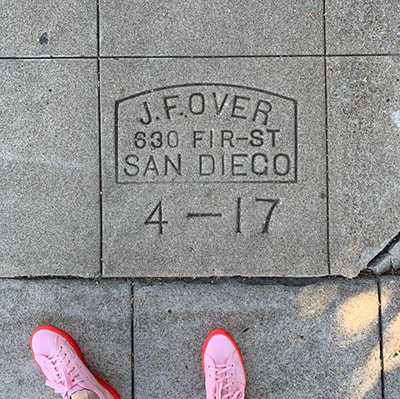 J.F. OVER
630 FIR-ST
SAN DIEGO
4-17